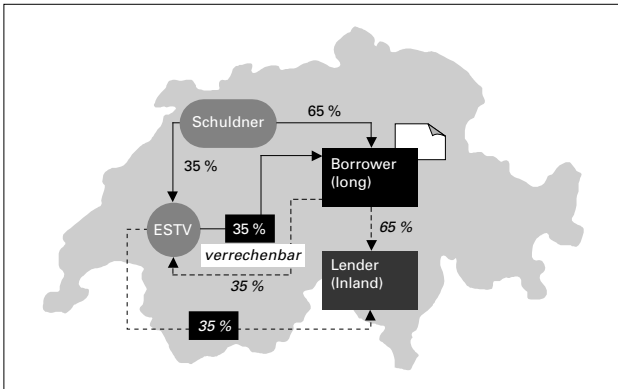 Schuldner
65 %
35 %
Borrower
(long)
ESTV
35 %
verrechenbar
65 %
35 %
Lender
(Inland)
35 %